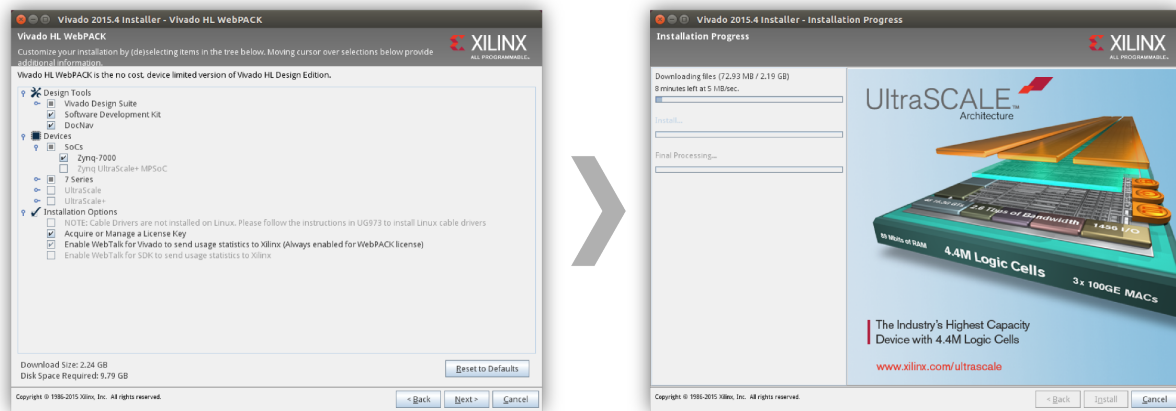 Vivado 2015.4 Installer - Vivado HL WebPACK
Vivado HL WebPACK
Customize your installation by (de)selecting items in the tree below. Moving cursor over selections below provide
additional information.
XILINX
ALL PROGRAMMABLE.
Vivado HL WebPACK is the no cost, device limited version of Vivado HL Design Edition.
Design Tools
Vivado Design Suite
Software Development Kit
DocNav
Devices
SoCs
Zynq-7000
Zynq UltraScale+ MPSoC
7 Series
UltraScale
UltraScale+
Installation Options
NOTE: Cable Drivers are not installed on Linux. Please follow the instructions in UG973 to install Linux cable drivers
Acquire or Manage a License Key
Enable WebTalk for Vivado to send usage statistics to Xilinx (Always enabled for WebPACK license)
Enable WebTalk for SDK to send usage statistics to Xilinx
Download Size: 2.24 GB
Disk Space Required: 9.79 GB
Reset to Defaults
Copyright © 1986-2015 Xilinx, Inc. All rights reserved.
< Back Next > Cancel
Vivado 2015.4 Installer - Installation Progress
Installation Progress
XILINX
ALL PROGRAMMABLE.
Downloading files (72.93 MB / 2.19 GB)
8 minutes left at 5 MB/sec.
Install...
Final Processing...
UltraSCALE™
Architecture
2.6 Tbps of Bandwidth
1456 I/O
89 Mbits of RAM
4.4M Logic Cells
3x 100GE MACs
The Industry's Highest Capacity
Device with 4.4M Logic Cells
www.xilinx.com/ultrascale
Copyright © 1986-2015 Xilinx, Inc. All rights reserved.
< Back Install Cancel